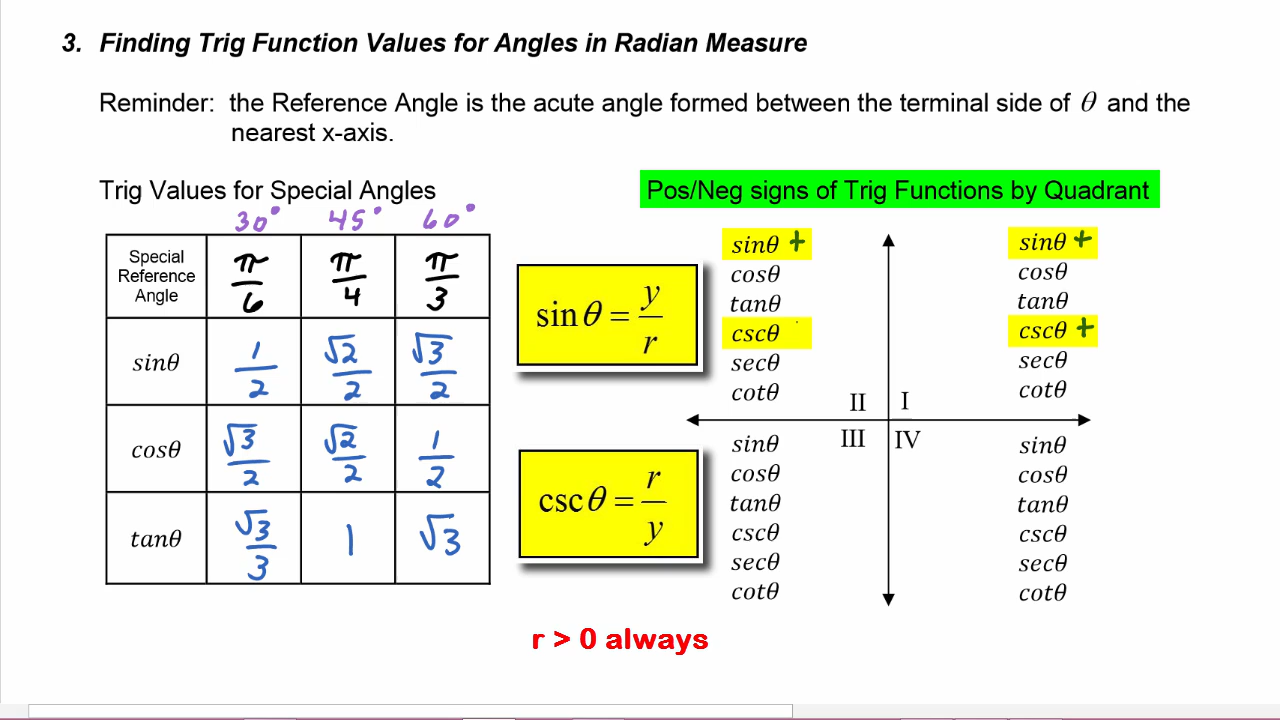 3. Finding Trig Function Values for Angles in Radian Measure
Reminder: the Reference Angle is the acute angle formed between the terminal side of θ and the
nearest x-axis.
Trig Values for Special Angles
30° 45° 60°
Special
Reference
Angle
π/6 π/4 π/3
sinθ 1/2 √2/2 √3/2
cosθ √3/2 √2/2 1/2
tanθ √3/3 1 √3
sin θ = y/r
csc θ = r/y
Pos/Neg signs of Trig Functions by Quadrant
sinθ +
cosθ
tanθ
cscθ
secθ
cotθ
II
sinθ +
cosθ
tanθ
cscθ +
secθ
cotθ
I
III
sinθ
cosθ
tanθ
cscθ
secθ
cotθ
IV
sinθ
cosθ
tanθ
cscθ
secθ
cotθ
r > 0 always